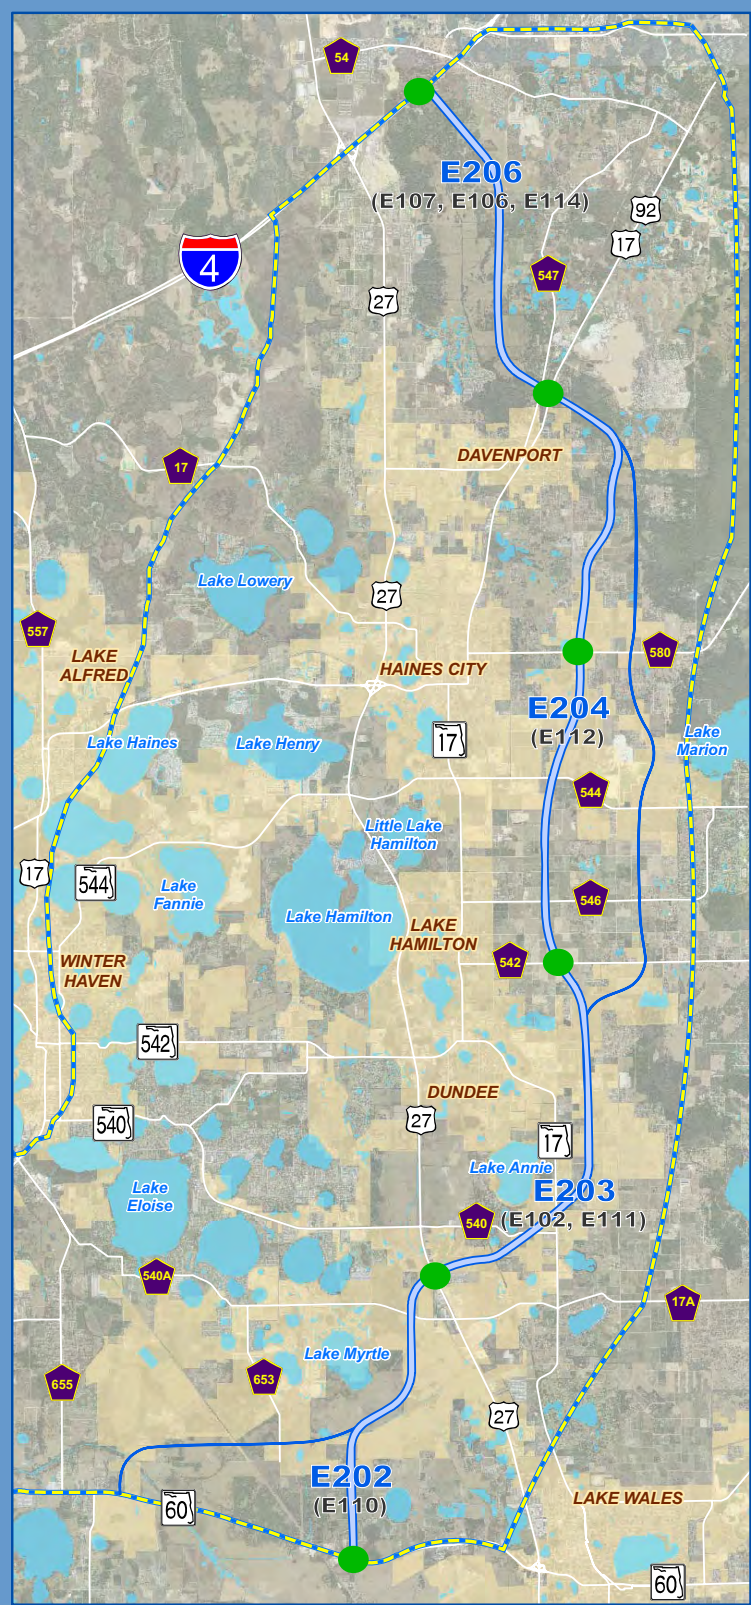 54
E206
(E107, E106, E114)
92
17
4
547
27
DAVENPORT
17
Lake Lowery
27
557
LAKE
ALFRED
HAINES CITY
580
E204
(E112)
Lake Haines
Lake Henry
17
Lake
Marion
544
Little Lake
Hamilton
17
544
Lake
Fannie
546
Lake Hamilton
LAKE
HAMILTON
WINTER
HAVEN
542
542
DUNDEE
540
27
17
Lake Annie
Lake
Eloise
E203
(E102, E111)
540
540A
17A
Lake Myrtle
655
653
27
E202
(E110)
60
LAKE WALES
60